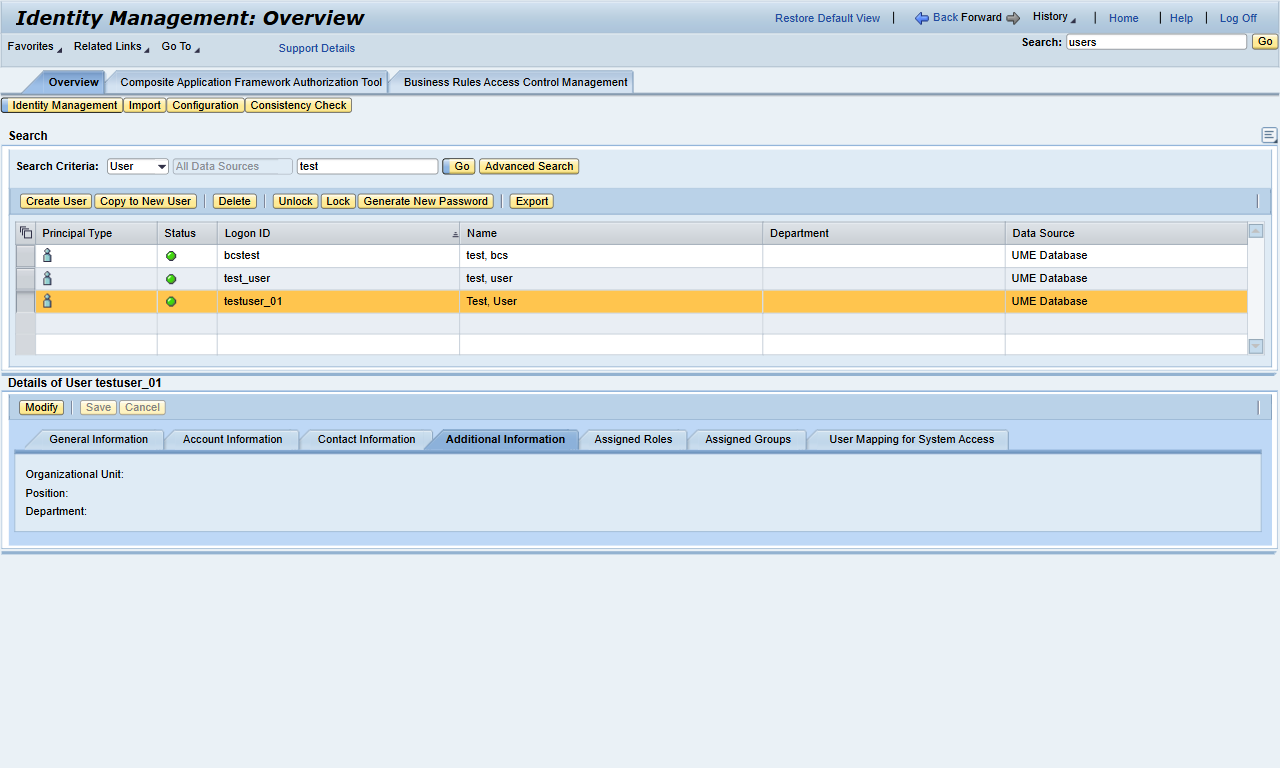 Identity Management: Overview
Restore Default View | Back Forward History | Home | Help | Log Off
Favorites Related Links Go To Support Details
Search: users Go
Overview Composite Application Framework Authorization Tool Business Rules Access Control Management
Identity Management Import Configuration Consistency Check
Search
Search Criteria: User All Data Sources test Go Advanced Search
Create User Copy to New User Delete Unlock Lock Generate New Password Export
Principal Type Status Logon ID Name Department Data Source
bcstest test, bcs UME Database
test_user test, user UME Database
testuser_01 Test, User UME Database
Details of User testuser_01
Modify Save Cancel
General Information Account Information Contact Information Additional Information Assigned Roles Assigned Groups User Mapping for System Access
Organizational Unit:
Position:
Department: